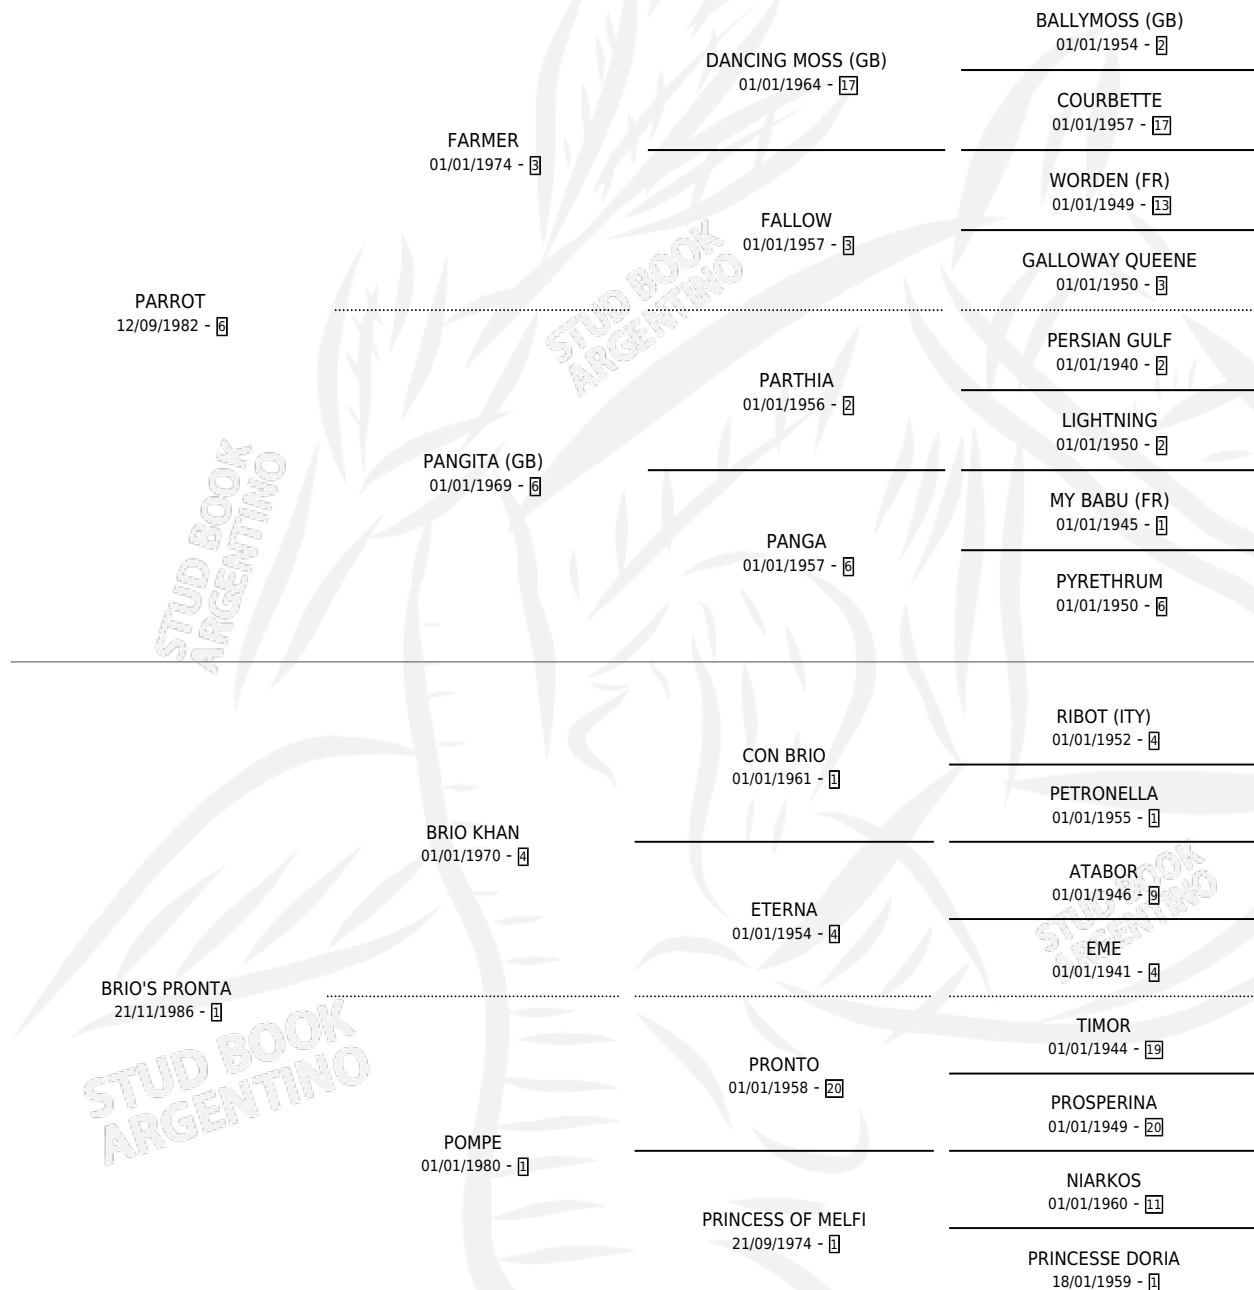 BALLYMOSS (GB)
01/01/1954 - 2
DANCING MOSS (GB)
01/01/1964 - 17
COURBETTE
01/01/1957 - 17
FARMER
01/01/1974 - 3
WORDEN (FR)
01/01/1949 - 13
FALLOW
01/01/1957 - 3
GALLOWAY QUEENE
01/01/1950 - 3
PARROT
12/09/1982 - 6
PERSIAN GULF
01/01/1940 - 2
PARTHIA
01/01/1956 - 2
LIGHTNING
01/01/1950 - 2
PANGITA (GB)
01/01/1969 - 6
MY BABU (FR)
01/01/1945 - 1
PANGA
01/01/1957 - 6
PYRETHRUM
01/01/1950 - 6
RIBOT (ITY)
01/01/1952 - 4
CON BRIO
01/01/1961 - 1
PETRONELLA
01/01/1955 - 1
BRIO KHAN
01/01/1970 - 4
ATABOR
01/01/1946 - 9
ETERNA
01/01/1954 - 4
EME
01/01/1941 - 4
BRIO'S PRONTA
21/11/1986 - 1
TIMOR
01/01/1944 - 19
PRONTO
01/01/1958 - 20
PROSPERINA
01/01/1949 - 20
POMPE
01/01/1980 - 1
NIARKOS
01/01/1960 - 11
PRINCESS OF MELFI
21/09/1974 - 1
PRINCESSE DORIA
18/01/1959 - 1
STUD BOOK
ARGENTINO
STUD BOOK
ARGENTINO
STUD BOOK
ARGENTINO
STUD BOOK
ARGENTINO